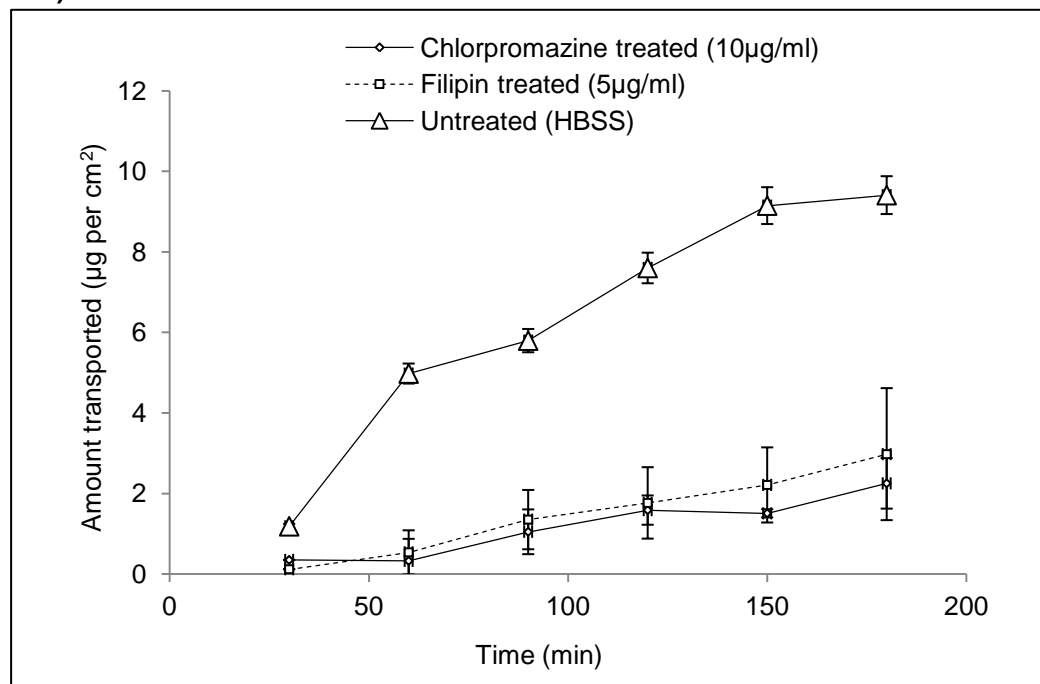 Chlorpromazine treated (10µg/ml)
Filipin treated (5µg/ml)
Untreated (HBSS)
Amount transported (µg per cm²)
12
10
8
6
4
2
0
0 50 100 150 200
Time (min)